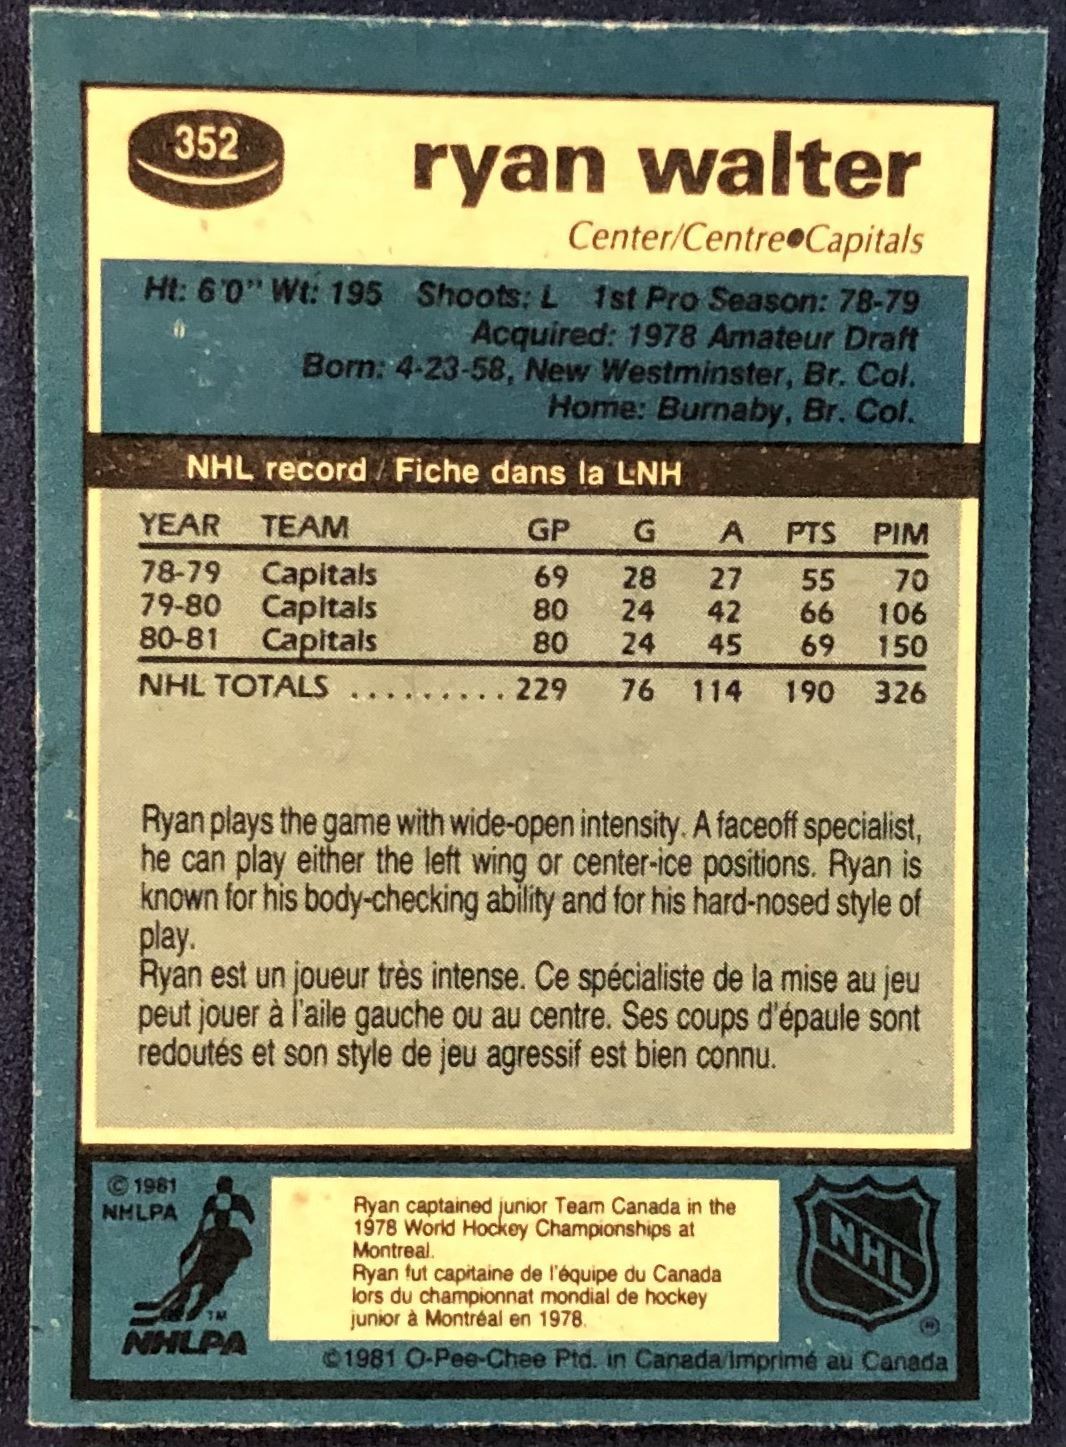 352
ryan walter
Center/Centre●Capitals
Ht: 6'0" Wt: 195 Shoots: L 1st Pro Season: 78-79
Acquired: 1978 Amateur Draft
Born: 4-23-58, New Westminster, Br. Col.
Home: Burnaby, Br. Col.
NHL record / Fiche dans la LNH
YEAR TEAM GP G A PTS PIM
78-79 Capitals 69 28 27 55 70
79-80 Capitals 80 24 42 66 106
80-81 Capitals 80 24 45 69 150
NHL TOTALS .......... 229 76 114 190 326
Ryan plays the game with wide-open intensity. A faceoff specialist,
he can play either the left wing or center-ice positions. Ryan is
known for his body-checking ability and for his hard-nosed style of
play.
Ryan est un joueur très intense. Ce spécialiste de la mise au jeu
peut jouer à l'aile gauche ou au centre. Ses coups d'épaule sont
redoutés et son style de jeu agressif est bien connu.
© 1981
NHLPA
TM
NHLPA
Ryan captained junior Team Canada in the
1978 World Hockey Championships at
Montreal.
Ryan fut capitaine de l'équipe du Canada
lors du championnat mondial de hockey
junior à Montréal en 1978.
NHL
®
©1981 O-Pee-Chee Ptd. in Canada/Imprimé au Canada